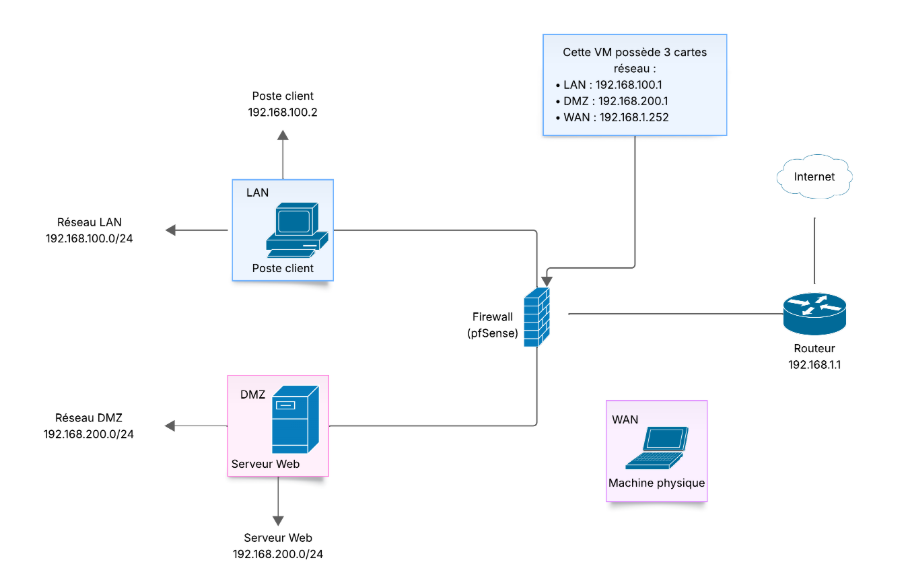 Cette VM possède 3 cartes
réseau :
• LAN : 192.168.100.1
• DMZ : 192.168.200.1
• WAN : 192.168.1.252
Poste client
192.168.100.2
Internet
LAN
Réseau LAN
192.168.100.0/24
Poste client
Firewall
(pfSense)
Routeur
192.168.1.1
DMZ
Réseau DMZ
192.168.200.0/24
Serveur Web
WAN
Machine physique
Serveur Web
192.168.200.0/24